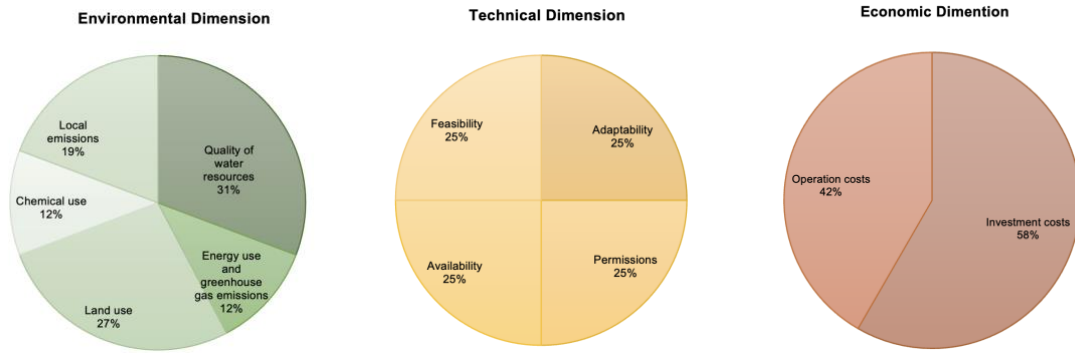 Environmental Dimension
Local
emissions
19%
Quality of
water
resources
31%
Chemical use
12%
Energy use and
greenhouse
gas emissions
12%
Land use
27%
Technical Dimension
Feasibility
25%
Adaptability
25%
Availability
25%
Permissions
25%
Economic Dimention
Operation costs
42%
Investment costs
58%